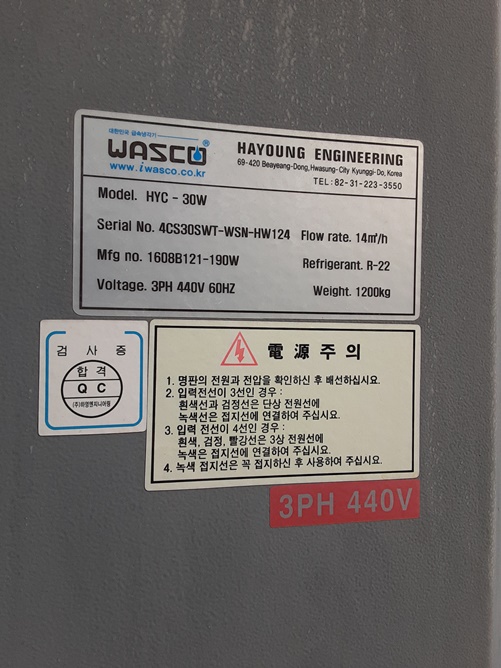 대한민국 급속냉각기
WASCO®
www.iwasco.co.kr
HAYOUNG ENGINEERING
69-420 Beayeang-Dong, Hwasung-City Kyunggi-Do, Korea
TEL: 82-31-223-3550
Model. HYC - 30W
Serial No. 4CS30SWT-WSN-HW124 Flow rate. 14㎥/h
Mfg no. 1608B121-190W Refrigerant. R-22
Voltage. 3PH 440V 60HZ Weight. 1200kg
검 사 증
합 격
Q C
(주)하영엔지니어링
電 源 주 의
1. 명판의 전원과 전압을 확인하신 후 배선하십시요.
2. 입력전선이 3선인 경우 :
흰색선과 검정선은 단상 전원선에
녹색선은 접지선에 연결하여 주십시요.
3. 입력 전선이 4선인 경우 :
흰색, 검정, 빨강선은 3상 전원선에
녹색은 접지선에 연결하여 주십시요.
4. 녹색 접지선은 꼭 접지하신 후 사용하여 주십시요.
3PH 440V